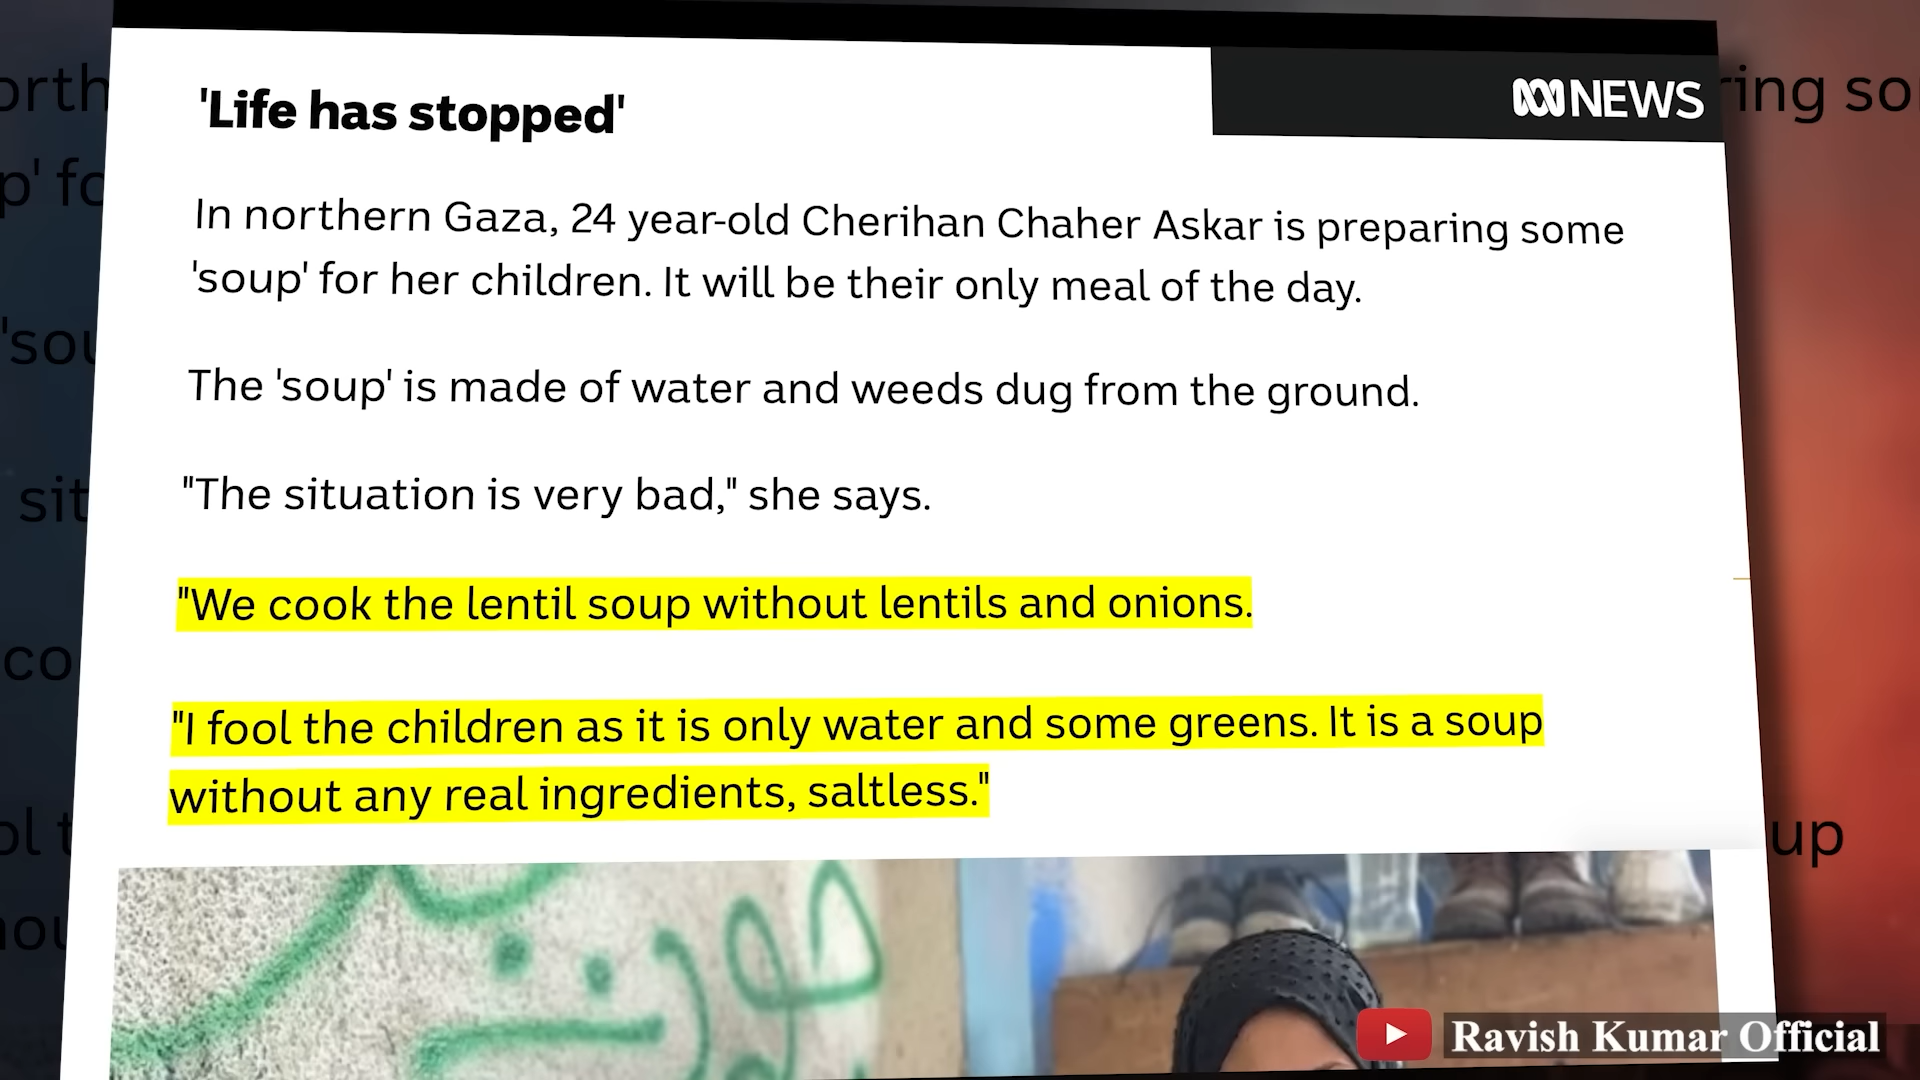 'Life has stopped'
NEWS
In northern Gaza, 24 year-old Cherihan Chaher Askar is preparing some
'soup' for her children. It will be their only meal of the day.
The 'soup' is made of water and weeds dug from the ground.
"The situation is very bad," she says.
"We cook the lentil soup without lentils and onions.
"I fool the children as it is only water and some greens. It is a soup
without any real ingredients, saltless."
Ravish Kumar Official